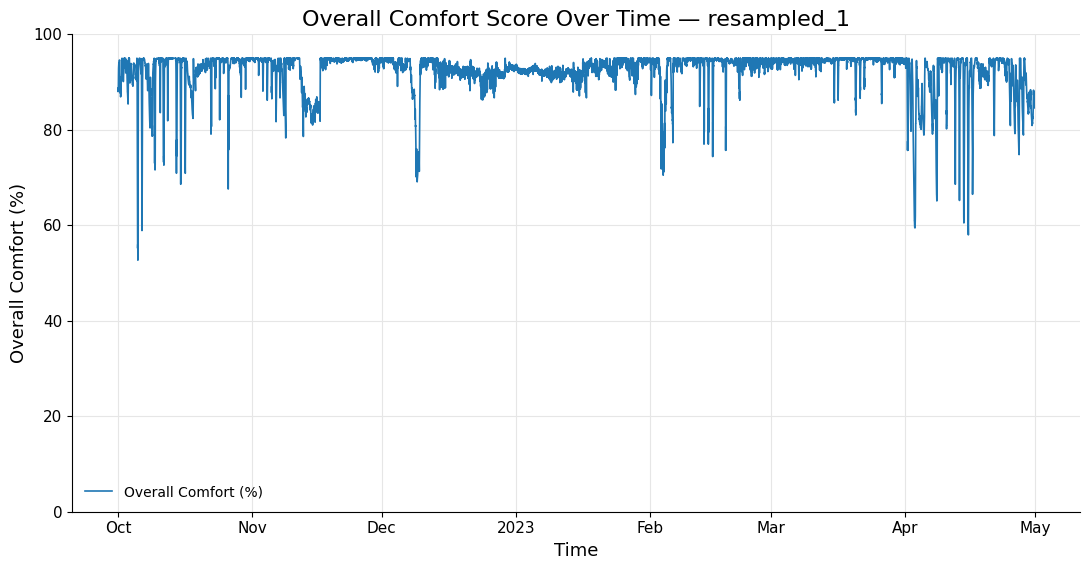 Overall Comfort Score Over Time — resampled_1
Overall Comfort (%)
100
80
60
40
20
0
Overall Comfort (%)
Oct Nov Dec 2023 Feb Mar Apr May
Time